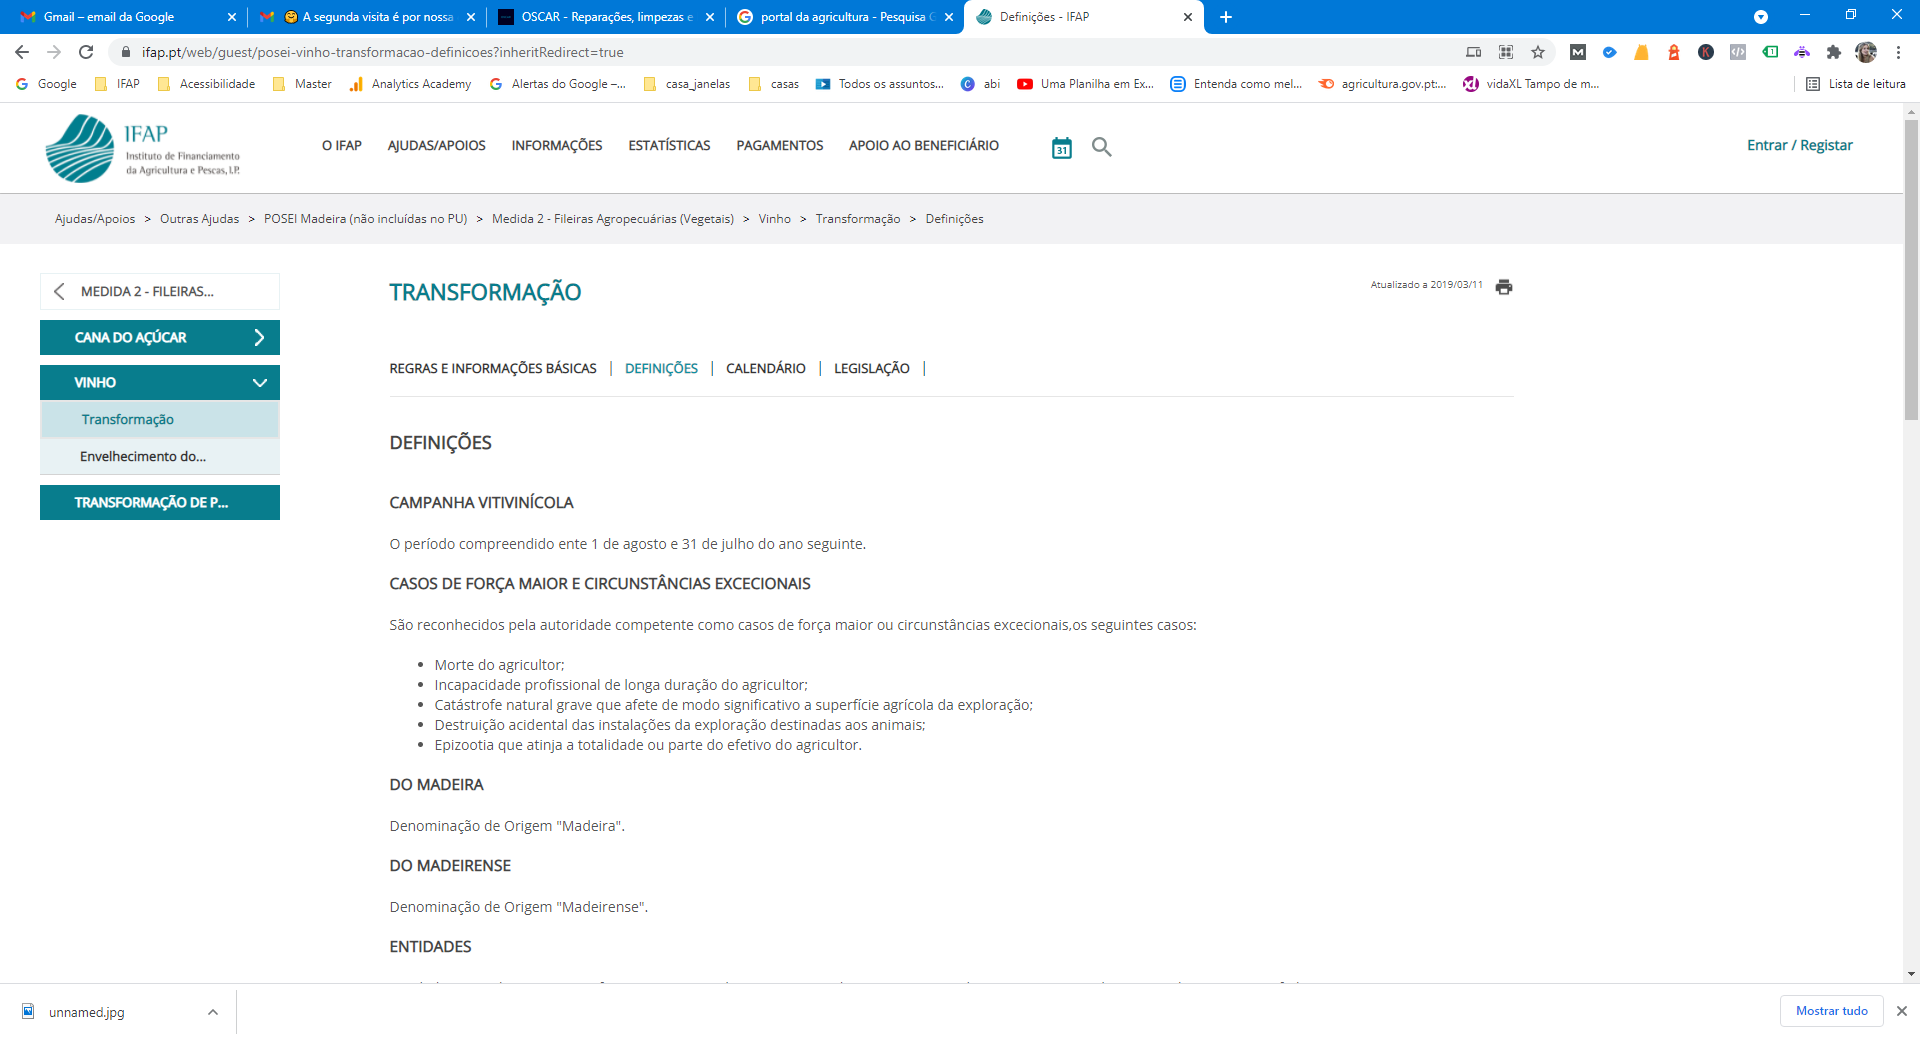 Gmail – email da Google
A segunda visita é por nossa
OSCAR - Reparações, limpezas e
portal da agricultura - Pesquisa G
Definições - IFAP
ifap.pt/web/guest/posei-vinho-transformacao-definicoes?inheritRedirect=true
Google
IFAP
Acessibilidade
Master
Analytics Academy
Alertas do Google –...
casa_janelas
casas
Todos os assuntos...
abi
Uma Planilha em Ex...
Entenda como mel...
agricultura.gov.pt:...
vidaXL Tampo de m...
Lista de leitura
IFAP
Instituto de Financiamento
da Agricultura e Pescas, I.P.
O IFAP
AJUDAS/APOIOS
INFORMAÇÕES
ESTATÍSTICAS
PAGAMENTOS
APOIO AO BENEFICIÁRIO
31
Entrar / Registar
Ajudas/Apoios > Outras Ajudas > POSEI Madeira (não incluídas no PU) > Medida 2 - Fileiras Agropecuárias (Vegetais) > Vinho > Transformação > Definições
MEDIDA 2 - FILEIRAS...
CANA DO AÇÚCAR
VINHO
Transformação
Envelhecimento do...
TRANSFORMAÇÃO DE P...
TRANSFORMAÇÃO
Atualizado a 2019/03/11
REGRAS E INFORMAÇÕES BÁSICAS | DEFINIÇÕES | CALENDÁRIO | LEGISLAÇÃO |
DEFINIÇÕES
CAMPANHA VITIVINÍCOLA
O período compreendido ente 1 de agosto e 31 de julho do ano seguinte.
CASOS DE FORÇA MAIOR E CIRCUNSTÂNCIAS EXCECIONAIS
São reconhecidos pela autoridade competente como casos de força maior ou circunstâncias excecionais,os seguintes casos:
• Morte do agricultor;
• Incapacidade profissional de longa duração do agricultor;
• Catástrofe natural grave que afete de modo significativo a superfície agrícola da exploração;
• Destruição acidental das instalações da exploração destinadas aos animais;
• Epizootia que atinja a totalidade ou parte do efetivo do agricultor.
DO MADEIRA
Denominação de Origem "Madeira".
DO MADEIRENSE
Denominação de Origem "Madeirense".
ENTIDADES
unnamed.jpg
Mostrar tudo